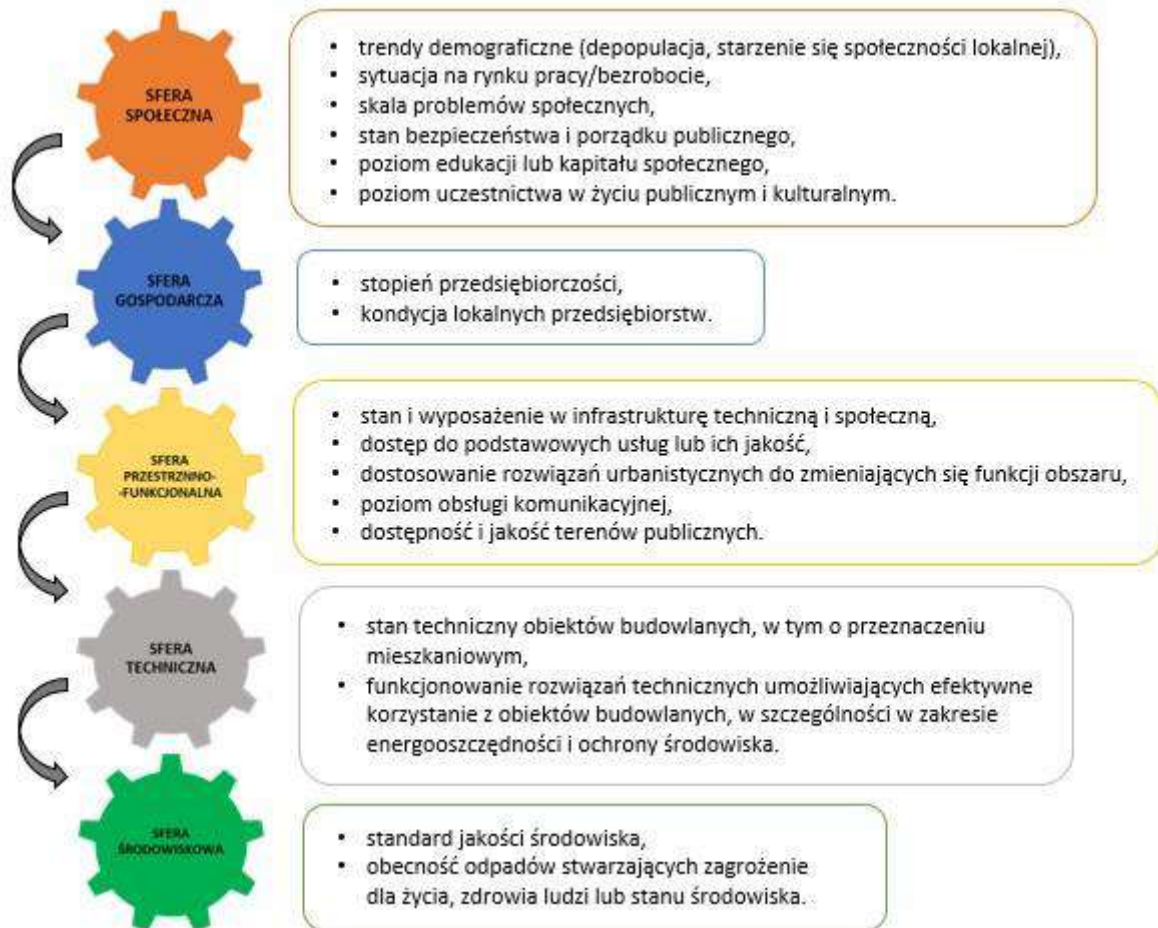 SFERA
SPOŁECZNA
• trendy demograficzne (depopulacja, starzenie się społeczności lokalnej),
• sytuacja na rynku pracy/bezrobocie,
• skala problemów społecznych,
• stan bezpieczeństwa i porządku publicznego,
• poziom edukacji lub kapitału społecznego,
• poziom uczestnictwa w życiu publicznym i kulturalnym.
SFERA
GOSPODARCZA
• stopień przedsiębiorczości,
• kondycja lokalnych przedsiębiorstw.
SFERA
PRZESTRZNNO-
-FUNKCJONALNA
• stan i wyposażenie w infrastrukturę techniczną i społeczną,
• dostęp do podstawowych usług lub ich jakość,
• dostosowanie rozwiązań urbanistycznych do zmieniających się funkcji obszaru,
• poziom obsługi komunikacyjnej,
• dostępność i jakość terenów publicznych.
SFERA
TECHNICZNA
• stan techniczny obiektów budowlanych, w tym o przeznaczeniu
mieszkaniowym,
• funkcjonowanie rozwiązań technicznych umożliwiających efektywne
korzystanie z obiektów budowlanych, w szczególności w zakresie
energooszczędności i ochrony środowiska.
SFERA
ŚRODOWISKOWA
• standard jakości środowiska,
• obecność odpadów stwarzających zagrożenie
dla życia, zdrowia ludzi lub stanu środowiska.